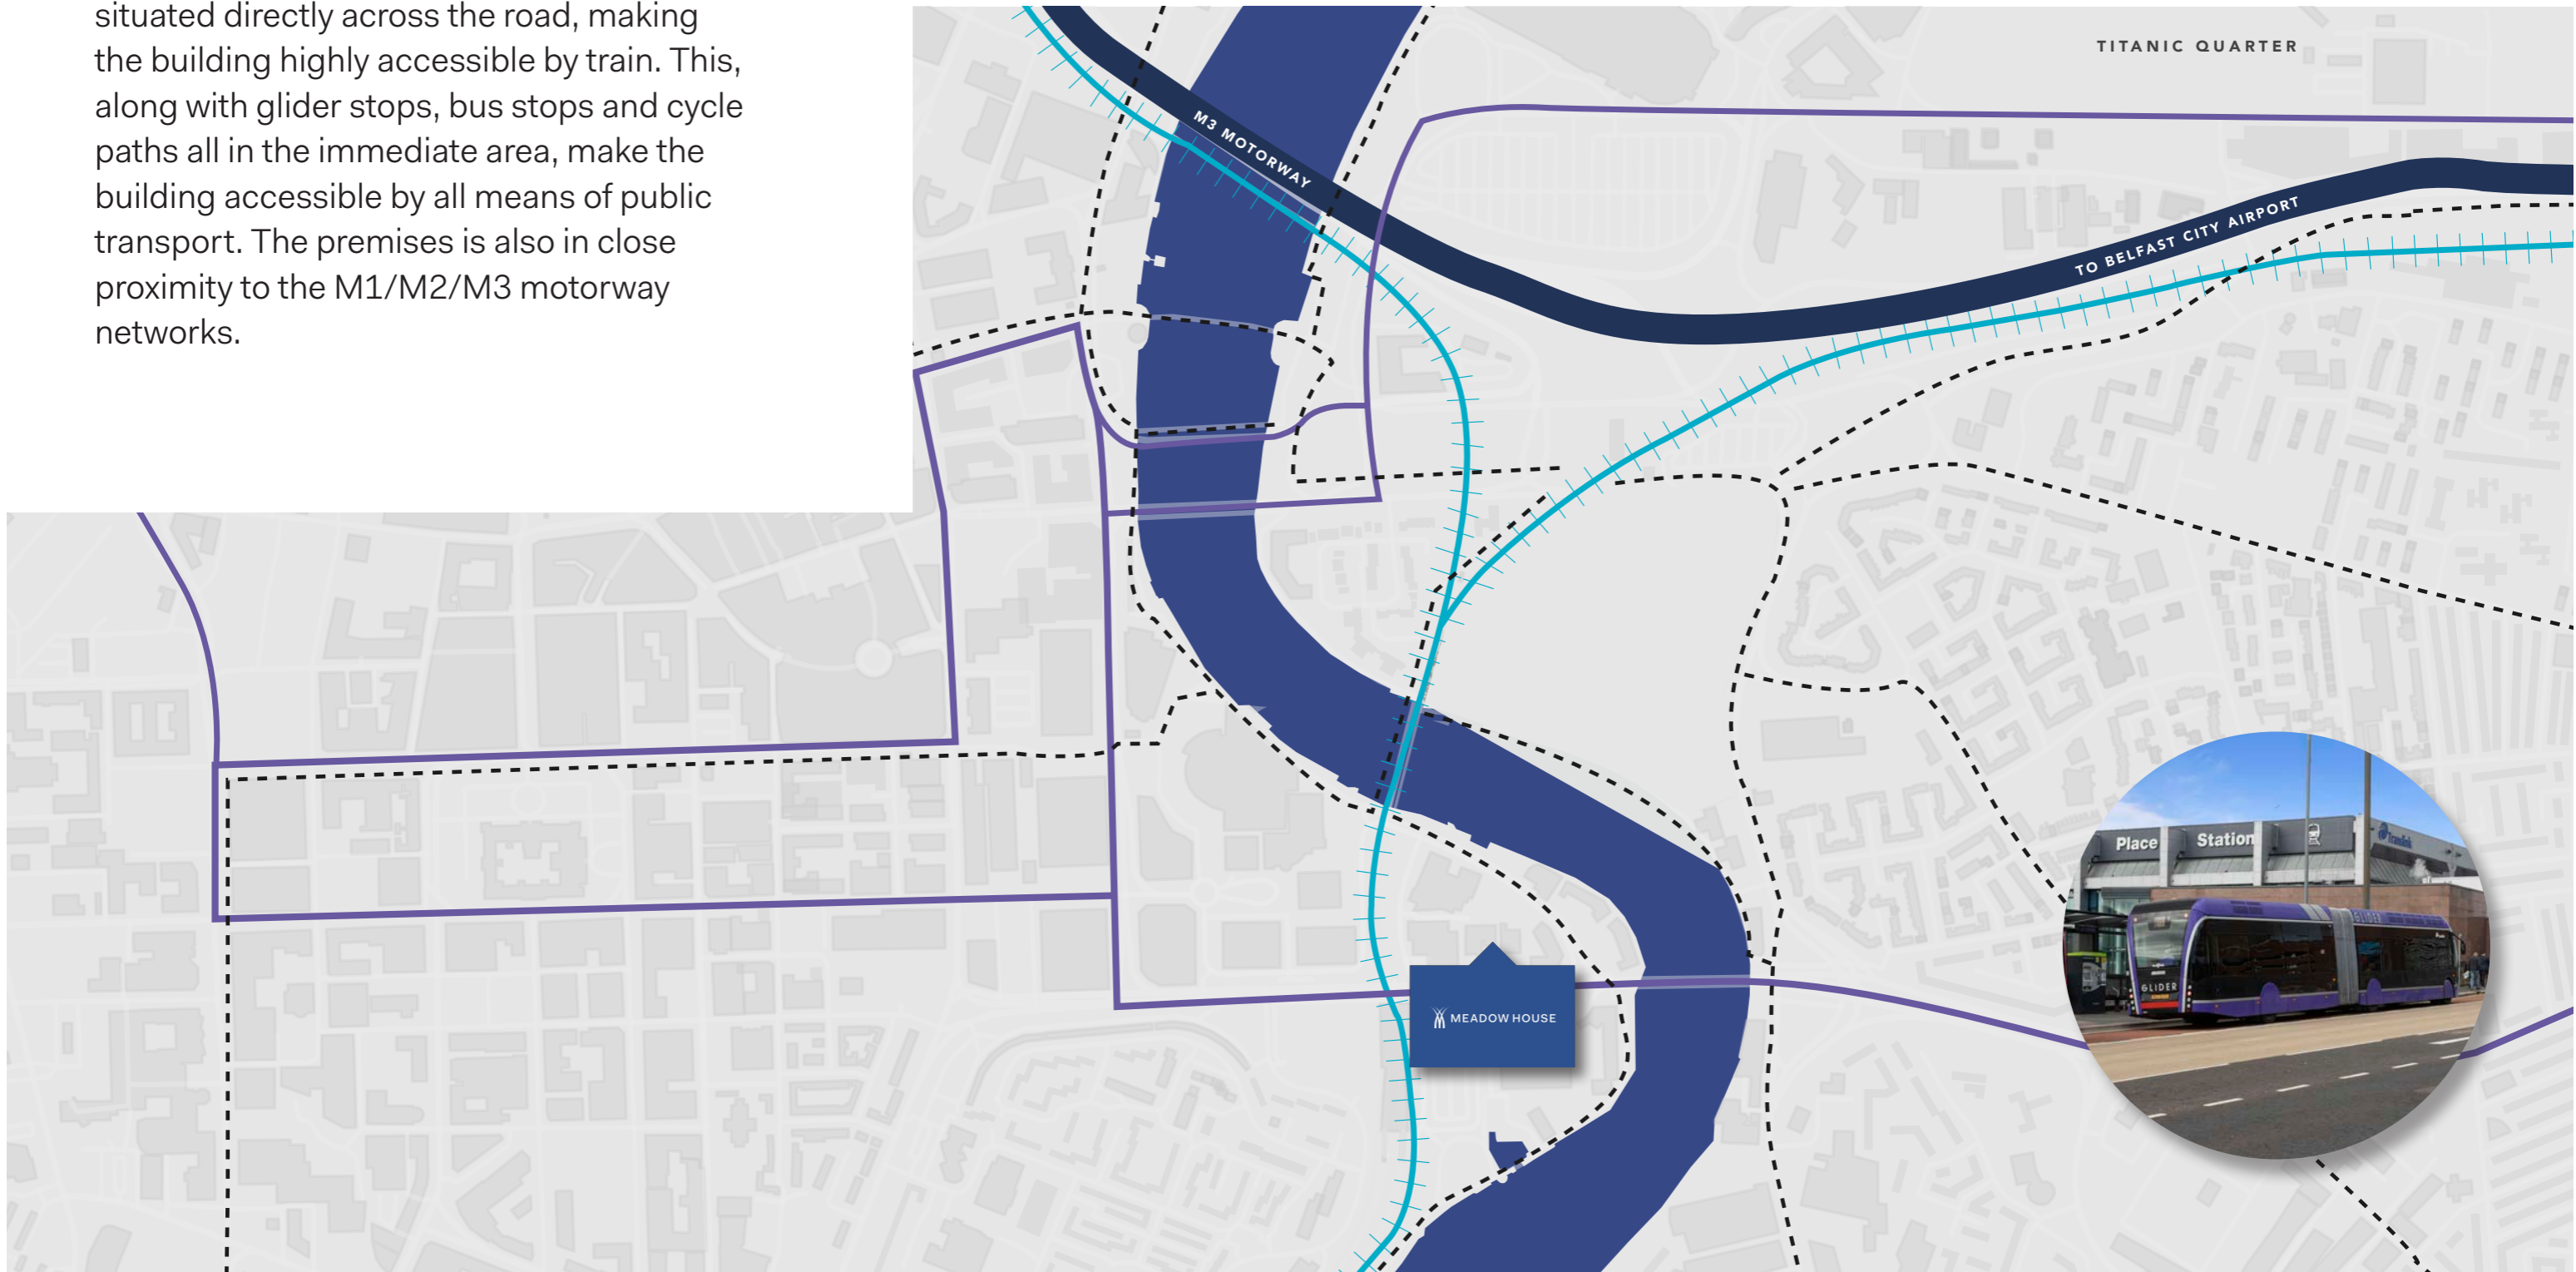 situated directly across the road, making
the building highly accessible by train. This,
along with glider stops, bus stops and cycle
paths all in the immediate area, make the
building accessible by all means of public
transport. The premises is also in close
proximity to the M1/M2/M3 motorway
networks.
TITANIC QUARTER
M3 MOTORWAY
TO BELFAST CITY AIRPORT
MEADOW HOUSE
Place Station
Translink
GLIDER
GLIDER